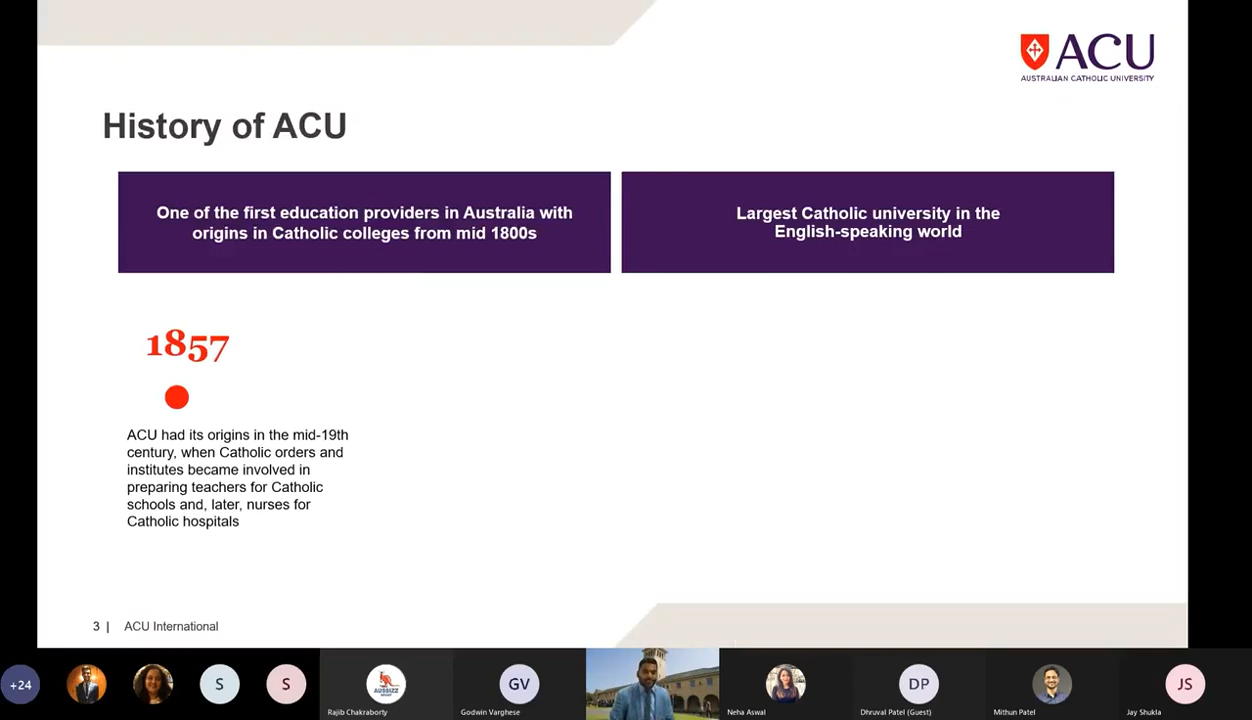 ACU
AUSTRALIAN CATHOLIC UNIVERSITY
History of ACU
One of the first education providers in Australia with
origins in Catholic colleges from mid 1800s
Largest Catholic university in the
English-speaking world
1857
ACU had its origins in the mid-19th
century, when Catholic orders and
institutes became involved in
preparing teachers for Catholic
schools and, later, nurses for
Catholic hospitals
3 | ACU International
+24
S
S
AUSSIZZ
Rajib Chakraborty
GV
Godwin Varghese
Neha Aswal
DP
Dhruval Patel (Guest)
Mithun Patel
JS
Jay Shukla